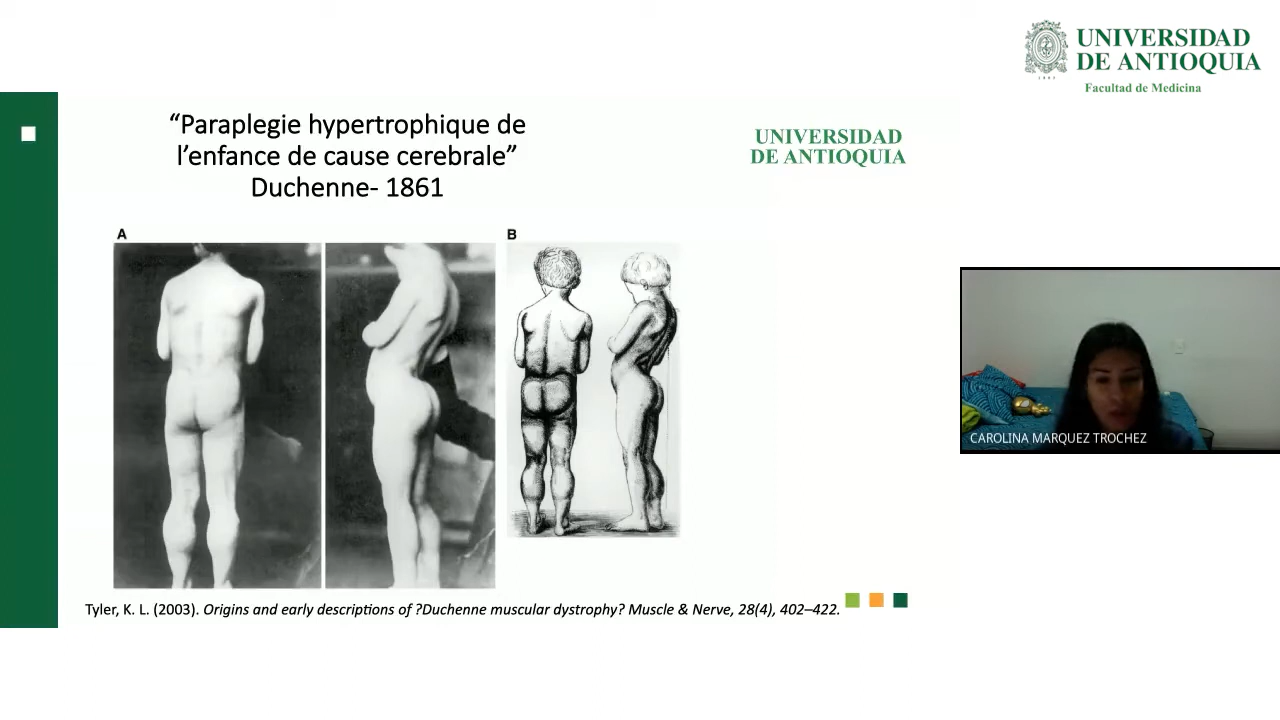 UNIVERSIDAD
DE ANTIOQUIA
Facultad de Medicina
“Paraplegie hypertrophique de
l’enfance de cause cerebrale”
Duchenne- 1861
UNIVERSIDAD
DE ANTIOQUIA
A
B
CAROLINA MARQUEZ TROCHEZ
Tyler, K. L. (2003). Origins and early descriptions of ?Duchenne muscular dystrophy? Muscle & Nerve, 28(4), 402–422.